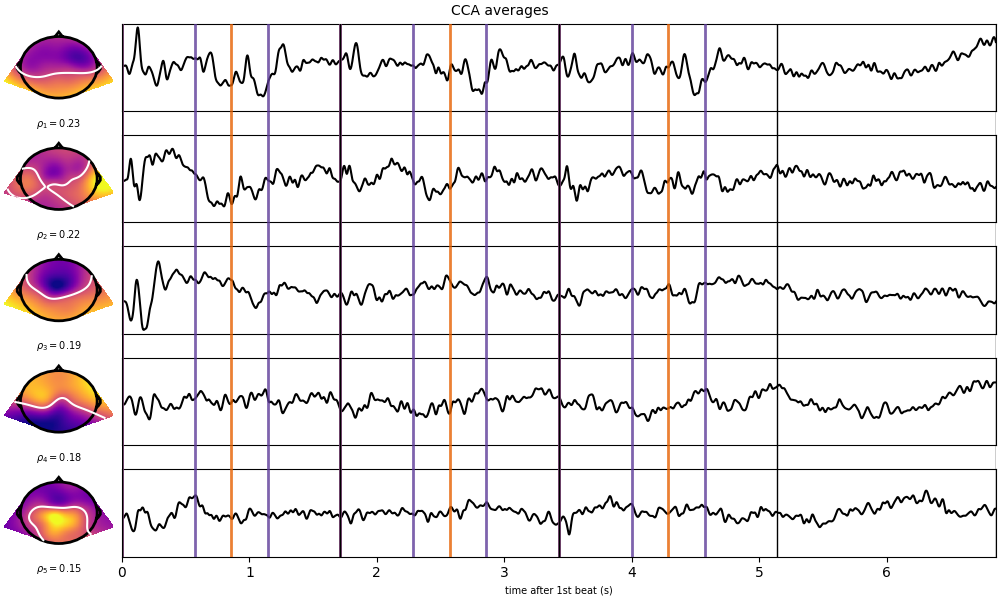 CCA averages
ρ₁ = 0.23
ρ₂ = 0.22
ρ₃ = 0.19
ρ₄ = 0.18
ρ₅ = 0.15
0 1 2 3 4 5 6
time after 1st beat (s)